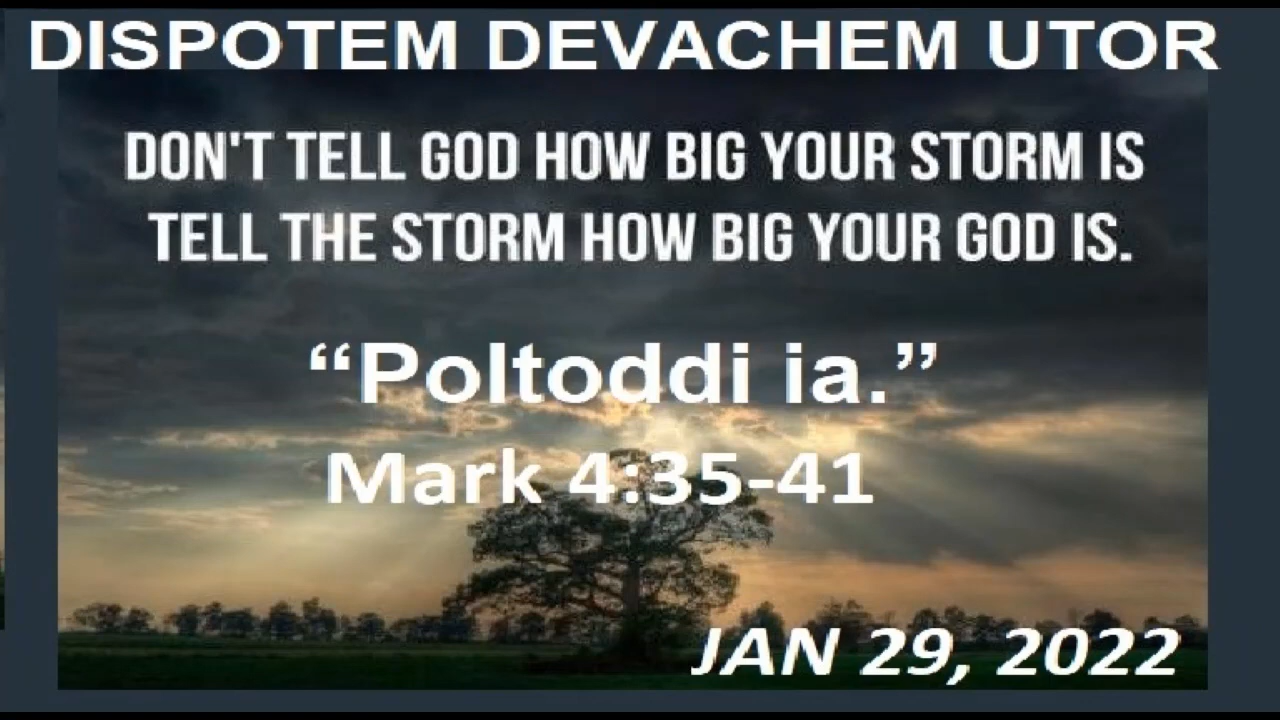 DISPOTEM DEVACHEM UTOR
DON'T TELL GOD HOW BIG YOUR STORM IS
TELL THE STORM HOW BIG YOUR GOD IS.
“Poltoddi ia.”
Mark 4:35-41
JAN 29, 2022